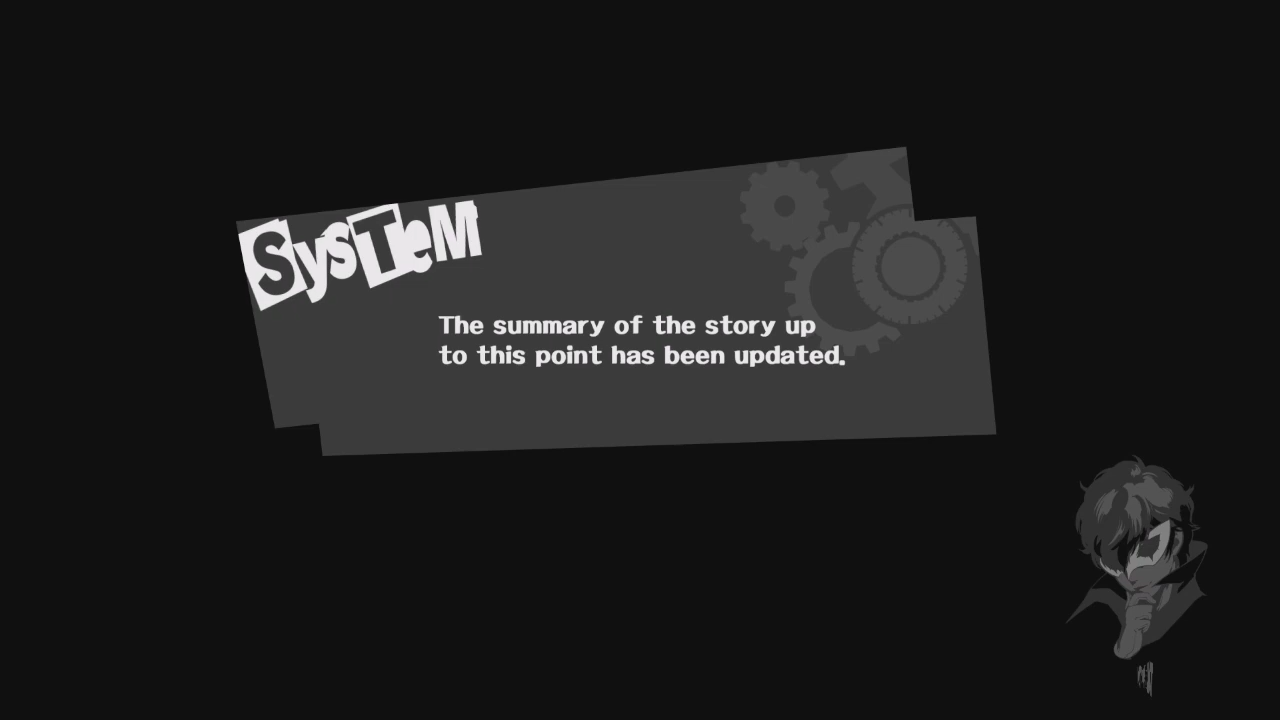 SysTeM
The summary of the story up
to this point has been updated.